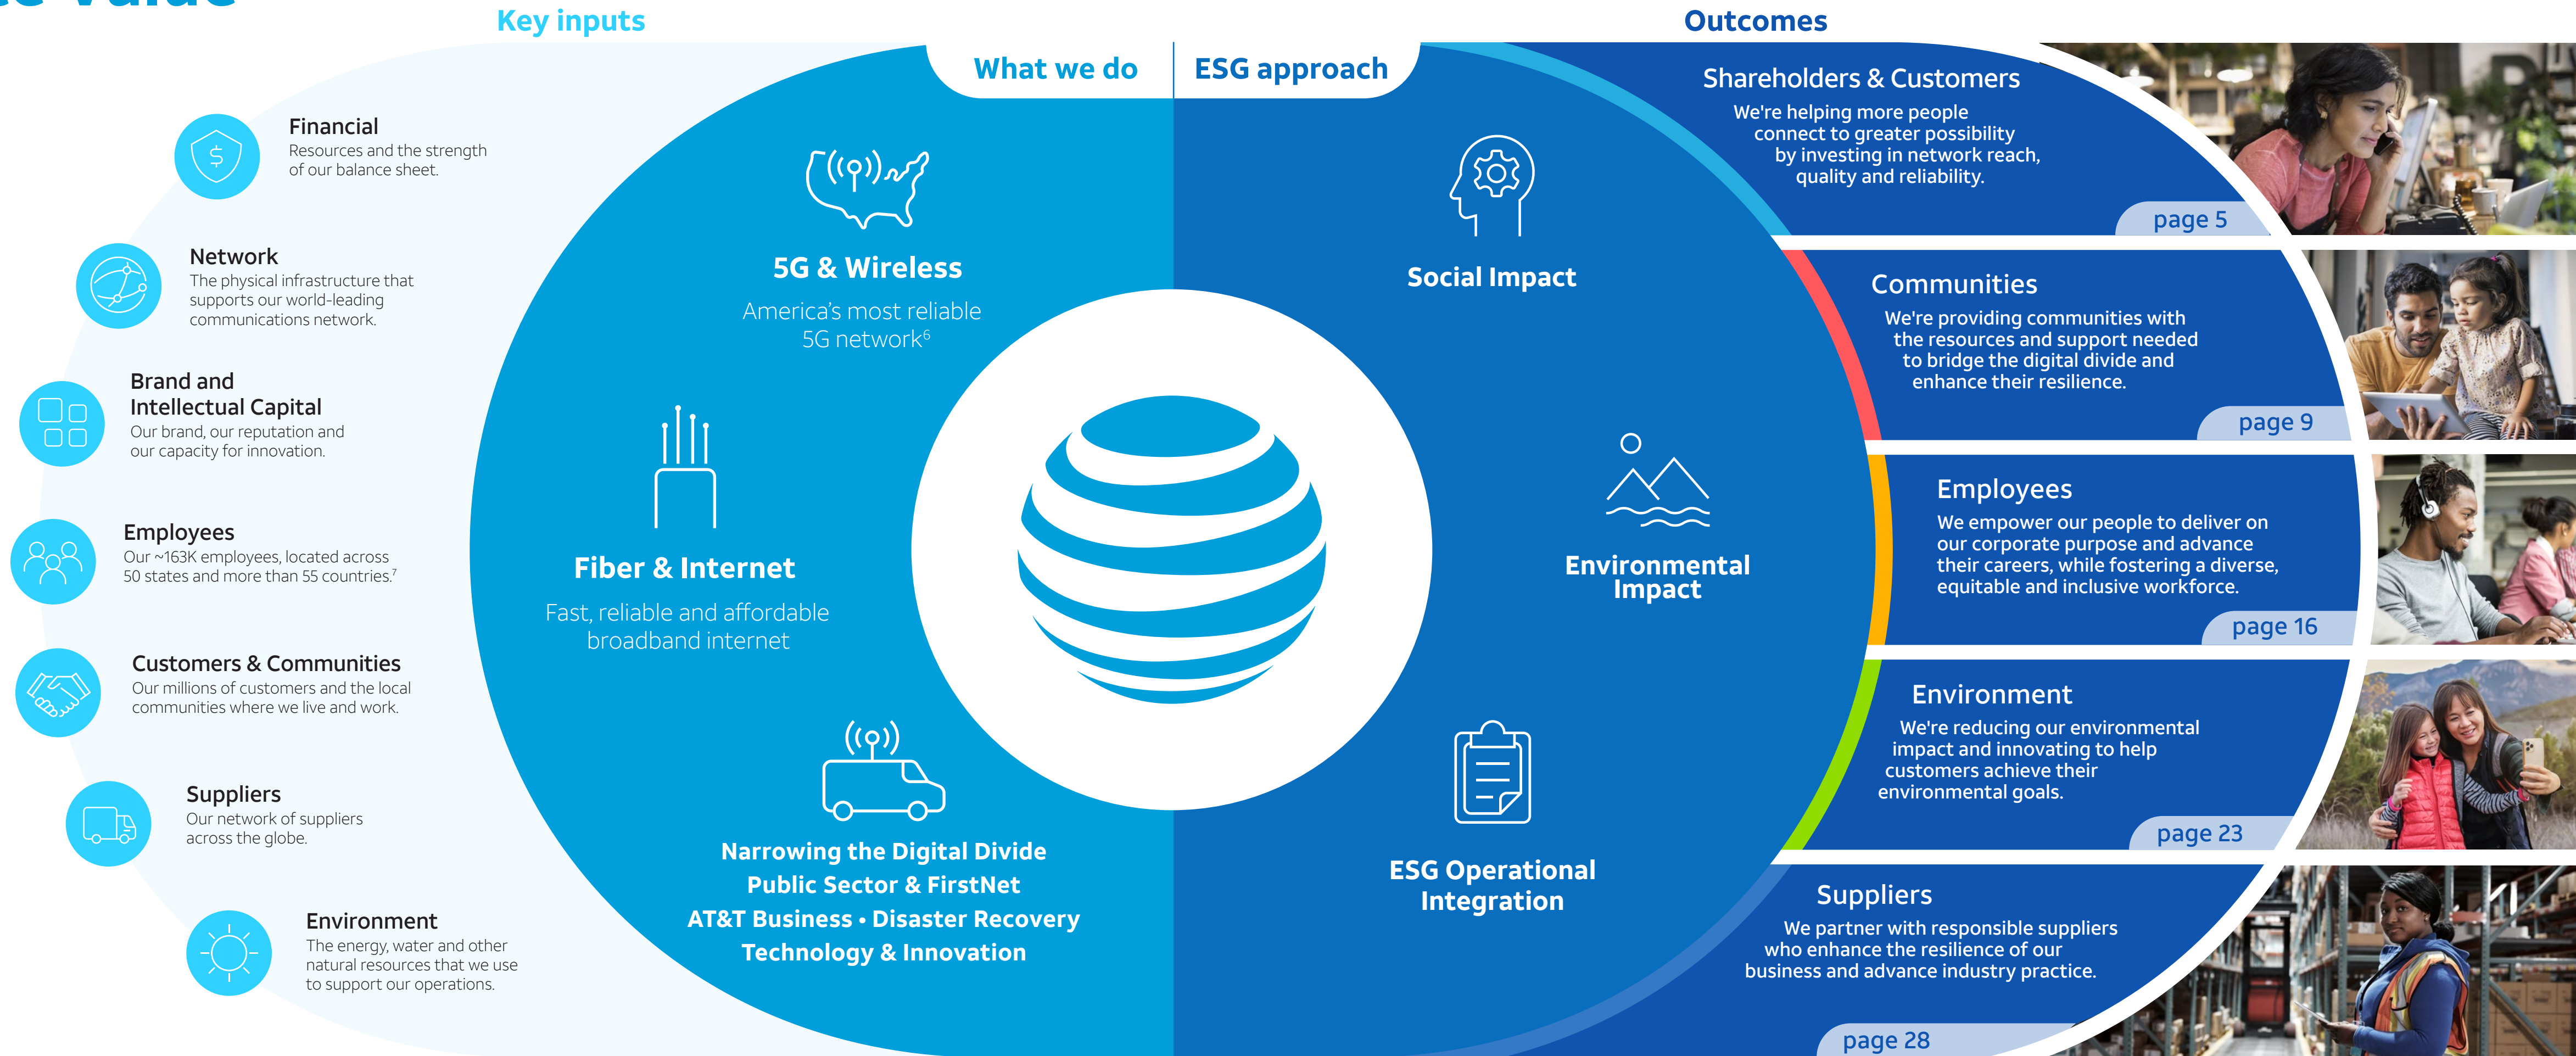 Key inputs
Financial
Resources and the strength
of our balance sheet.
Network
The physical infrastructure that
supports our world-leading
communications network.
Brand and
Intellectual Capital
Our brand, our reputation and
our capacity for innovation.
Employees
Our ~163K employees, located across
50 states and more than 55 countries.7
Customers & Communities
Our millions of customers and the local
communities where we live and work.
Suppliers
Our network of suppliers
across the globe.
Environment
The energy, water and other
natural resources that we use
to support our operations.
What we do
5G & Wireless
America’s most reliable
5G network6
Fiber & Internet
Fast, reliable and affordable
broadband internet
Narrowing the Digital Divide
Public Sector & FirstNet
AT&T Business • Disaster Recovery
Technology & Innovation
ESG approach
Social Impact
Environmental
Impact
ESG Operational
Integration
Outcomes
Shareholders & Customers
We're helping more people
connect to greater possibility
by investing in network reach,
quality and reliability.
page 5
Communities
We're providing communities with
the resources and support needed
to bridge the digital divide and
enhance their resilience.
page 9
Employees
We empower our people to deliver on
our corporate purpose and advance
their careers, while fostering a diverse,
equitable and inclusive workforce.
page 16
Environment
We're reducing our environmental
impact and innovating to help
customers achieve their
environmental goals.
page 23
Suppliers
We partner with responsible suppliers
who enhance the resilience of our
business and advance industry practice.
page 28